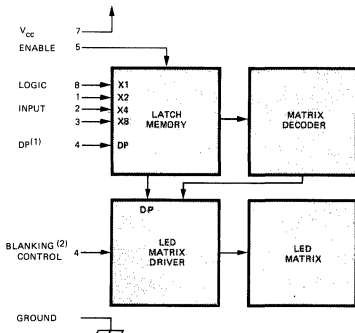 VCC 7
ENABLE 5
LOGIC 8 X1
1 X2
INPUT 2 X4
3 X8
DP(1) 4 DP
LATCH
MEMORY
MATRIX
DECODER
DP
BLANKING (2)
CONTROL 4
LED
MATRIX
DRIVER
LED
MATRIX
GROUND